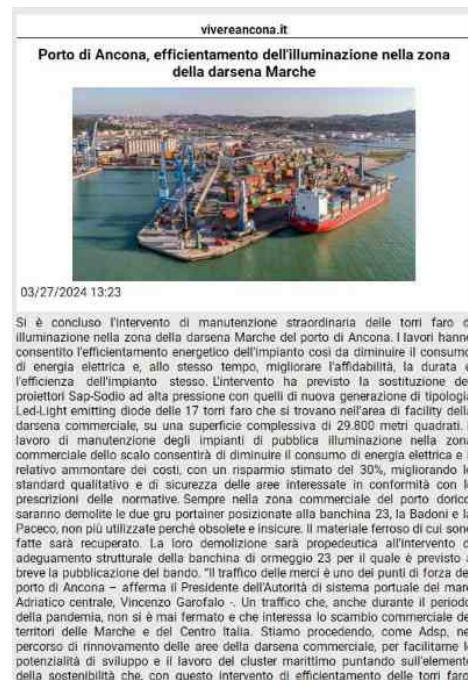 vivereancona.it
Porto di Ancona, efficientamento dell'illuminazione nella zona
della darsena Marche
03/27/2024 13:23
Si è concluso l'intervento di manutenzione straordinaria delle torri faro d
illuminazione nella zona della darsena Marche del porto di Ancona. I lavori hanno
consentito l'efficientamento energetico dell'impianto così da diminuire il consumo
di energia elettrica e, allo stesso tempo, migliorare l'affidabilità, la durata e
l'efficienza dell'impianto stesso. L'intervento ha previsto la sostituzione dei
proiettori Sap-Sodio ad alta pressione con quelli di nuova generazione di tipologia
Led-Light emitting diode delle 17 torri faro che si trovano nell'area di facility della
darsena commerciale, su una superficie complessiva di 29.800 metri quadrati. I
lavoro di manutenzione degli impianti di pubblica illuminazione nella zona
commerciale dello scalo consentirà di diminuire il consumo di energia elettrica e i
relativo ammontare dei costi, con un risparmio stimato del 30%, migliorando le
standard qualitativo e di sicurezza delle aree interessate in conformità con le
prescrizioni delle normative. Sempre nella zona commerciale del porto dorico
saranno demolite le due gru portainer posizionate alla banchina 23, la Badoni e la
Paceco, non più utilizzate perché obsolete e insicure. Il materiale ferroso di cui sono
fatte sarà recuperato. La loro demolizione sarà propedeutica all'intervento d
adeguamento strutturale della banchina di ormeggio 23 per il quale è previsto a
breve la pubblicazione del bando. "Il traffico delle merci è uno dei punti di forza de
porto di Ancona – afferma il Presidente dell'Autorità di sistema portuale del mare
Adriatico centrale, Vincenzo Garofalo -. Un traffico che, anche durante il periodo
della pandemia, non si è mai fermato e che interessa lo scambio commerciale de
territori delle Marche e del Centro Italia. Stiamo procedendo, come Adsp, ne
percorso di rinnovamento delle aree della darsena commerciale, per facilitarne le
potenzialità di sviluppo e il lavoro del cluster marittimo puntando sull'elemento
della sostenibilità che, con questo intervento di efficientamento delle torri faro